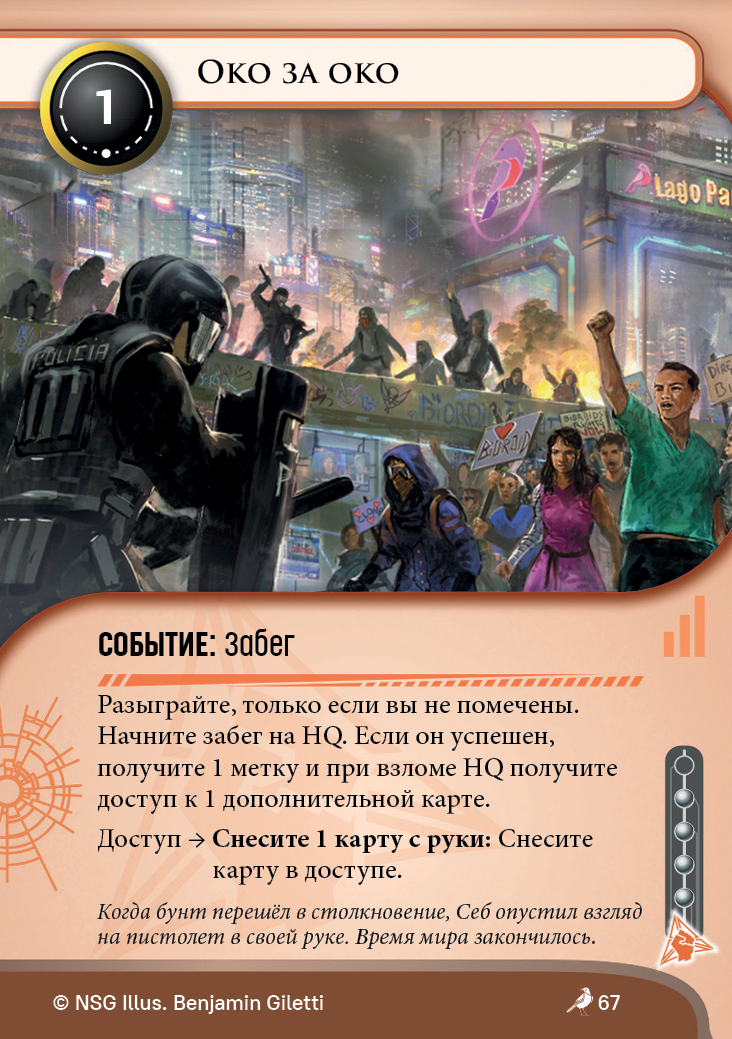 1
Око за око
Lago Pa
POLICIA
BIORDI
BIOROIDS
BIOROID
СОБЫТИЕ: Забег
Разыграйте, только если вы не помечены.
Начните забег на HQ. Если он успешен,
получите 1 метку и при взломе HQ получите
доступ к 1 дополнительной карте.
Доступ → Снесите 1 карту с руки: Снесите
карту в доступе.
Когда бунт перешёл в столкновение, Себ опустил взгляд
на пистолет в своей руке. Время мира закончилось.
© NSG Illus. Benjamin Giletti
67